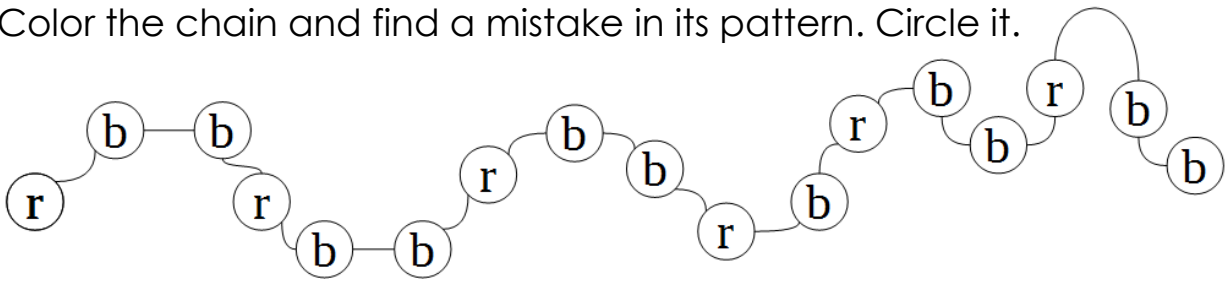 Color the chain and find a mistake in its pattern. Circle it.
r b b r b b r b b r b r b b r b b